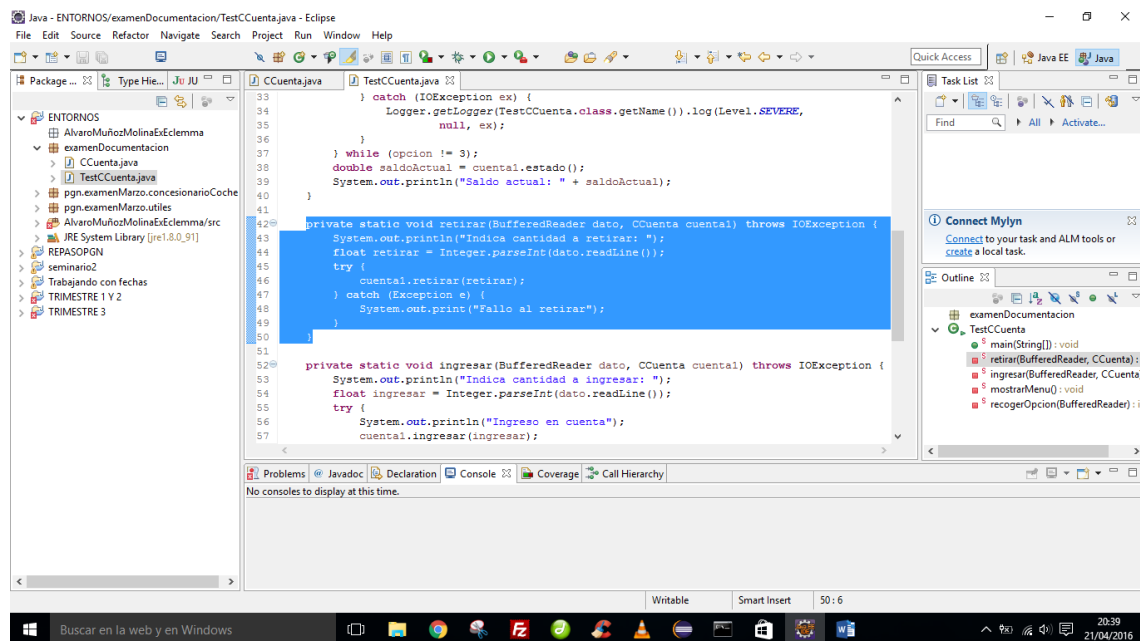 Java - ENTORNOS/examenDocumentacion/TestCCuenta.java - Eclipse
File Edit Source Refactor Navigate Search Project Run Window Help
Quick Access
Java EE
Java
Package ...
Type Hie...
Ju JU
ENTORNOS
AlvaroMuñozMolinaExEclemma
examenDocumentacion
CCuenta.java
TestCCuenta.java
pgn.examenMarzo.concesionarioCoche
pgn.examenMarzo.utiles
AlvaroMuñozMolinaExEclemma/src
JRE System Library [jre1.8.0_91]
REPASOPGN
seminario2
Trabajando con fechas
TRIMESTRE 1 Y 2
TRIMESTRE 3
CCuenta.java
TestCCuenta.java
33 } catch (IOException ex) {
34 Logger.getLogger(TestCCuenta.class.getName()).log(Level.SEVERE,
35 null, ex);
36 }
37 } while (opcion != 3);
38 double saldoActual = cuenta1.estado();
39 System.out.println("Saldo actual: " + saldoActual);
40 }
41
42 private static void retirar(BufferedReader dato, CCuenta cuenta1) throws IOException {
43 System.out.println("Indica cantidad a retirar: ");
44 float retirar = Integer.parseInt(dato.readLine());
45 try {
46 cuenta1.retirar(retirar);
47 } catch (Exception e) {
48 System.out.print("Fallo al retirar");
49 }
50 }
51
52 private static void ingresar(BufferedReader dato, CCuenta cuenta1) throws IOException {
53 System.out.println("Indica cantidad a ingresar: ");
54 float ingresar = Integer.parseInt(dato.readLine());
55 try {
56 System.out.println("Ingreso en cuenta");
57 cuenta1.ingresar(ingresar);
Task List
Find
All
Activate...
Connect Mylyn
Connect to your task and ALM tools or
create a local task.
Outline
examenDocumentacion
TestCCuenta
main(String[]) : void
retirar(BufferedReader, CCuenta) :
ingresar(BufferedReader, CCuenta
mostrarMenu() : void
recogerOpcion(BufferedReader) : i
Problems
@ Javadoc
Declaration
Console
Coverage
Call Hierarchy
No consoles to display at this time.
Writable
Smart Insert
50 : 6
Buscar en la web y en Windows
20:39
21/04/2016